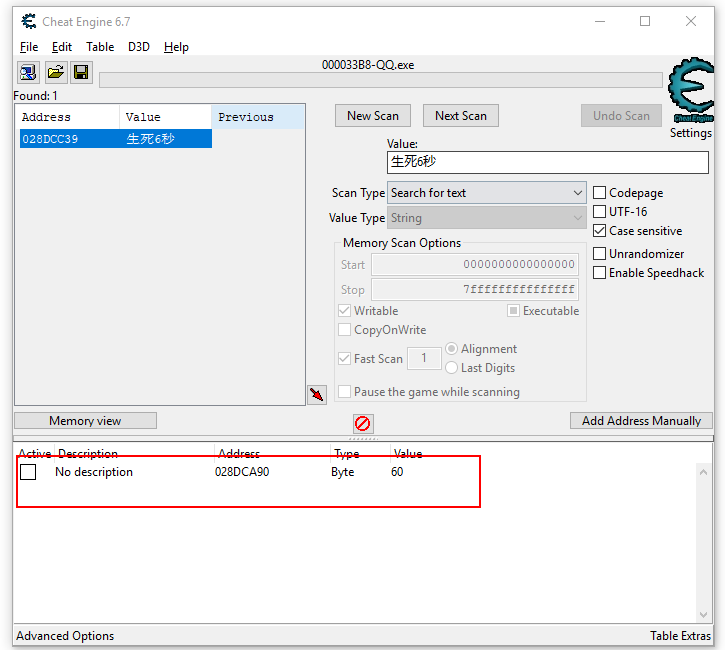 Cheat Engine 6.7
File Edit Table D3D Help
000033B8-QQ.exe
Found: 1
Address Value Previous
028DCC39 生死6秒
New Scan Next Scan Undo Scan
Cheat Engine
Settings
Value:
生死6秒
Scan Type Search for text
Value Type String
Codepage
UTF-16
Case sensitive
Unrandomizer
Enable Speedhack
Memory Scan Options
Start 0000000000000000
Stop 7fffffffffffffff
Writable Executable
CopyOnWrite
Fast Scan 1 Alignment
Last Digits
Pause the game while scanning
Memory view Add Address Manually
Active Description Address Type Value
No description 028DCA90 Byte 60
Advanced Options Table Extras